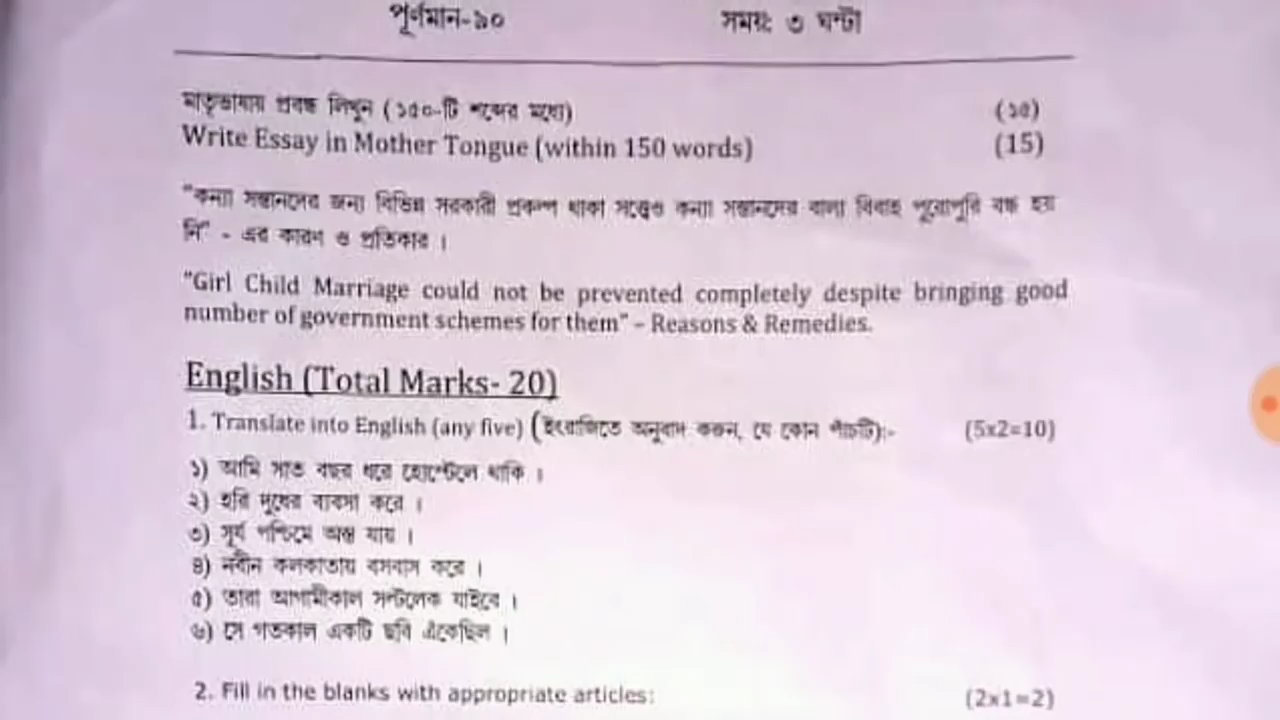 পূর্ণমান-৯০ সময়: ৩ ঘন্টা
মাতৃভাষায় প্রবন্ধ লিখুন (১৫০-টি শব্দের মধ্যে) (১৫)
Write Essay in Mother Tongue (within 150 words) (15)
"কন্যা সন্তানদের জন্য বিভিন্ন সরকারী প্রকল্প থাকা সত্ত্বেও কন্যা সন্তানদের বাল্য বিবাহ পুরোপুরি বন্ধ হয়
নি" - এর কারণ ও প্রতিকার ।
"Girl Child Marriage could not be prevented completely despite bringing good
number of government schemes for them" – Reasons & Remedies.
English (Total Marks- 20)
1. Translate into English (any five) (ইংরাজিতে অনুবাদ করুন, যে কোন পাঁচটি):- (5x2=10)
১) আমি সাত বছর ধরে হোস্টেলে থাকি ।
২) হরি দুধের ব্যবসা করে ।
৩) সূর্য পশ্চিমে অস্ত যায় ।
৪) নবীন কলকাতায় বসবাস করে ।
৫) তারা আগামীকাল সল্টলেক যাইবে ।
৬) সে গতকাল একটি ছবি এঁকেছিল ।
2. Fill in the blanks with appropriate articles: (2x1=2)